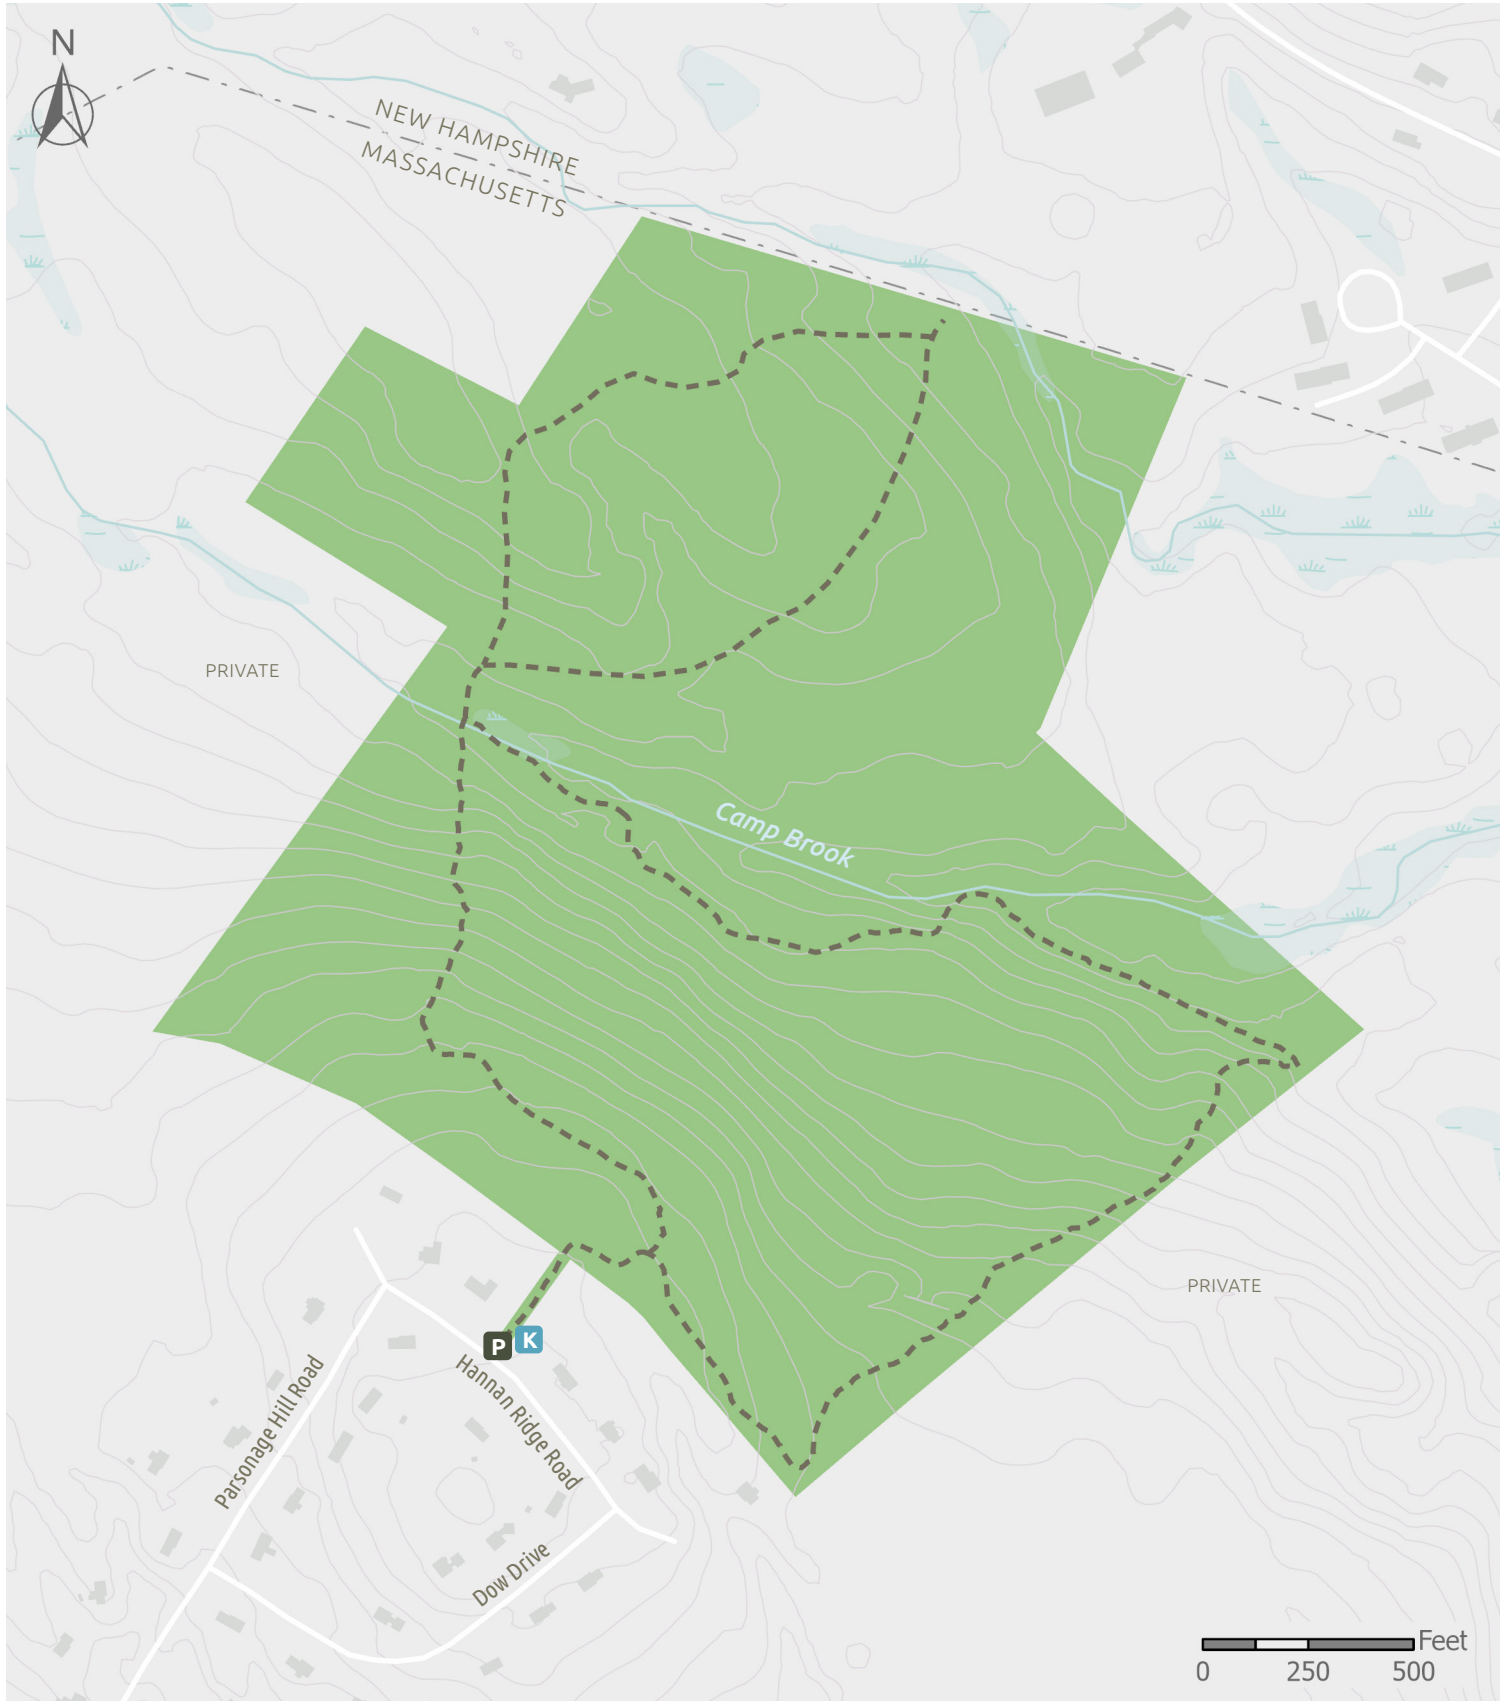 N
NEW HAMPSHIRE
MASSACHUSETTS
PRIVATE
Camp Brook
PRIVATE
P
K
Hannan Ridge Road
Parsonage Hill Road
Dow Drive
Feet
0 250 500